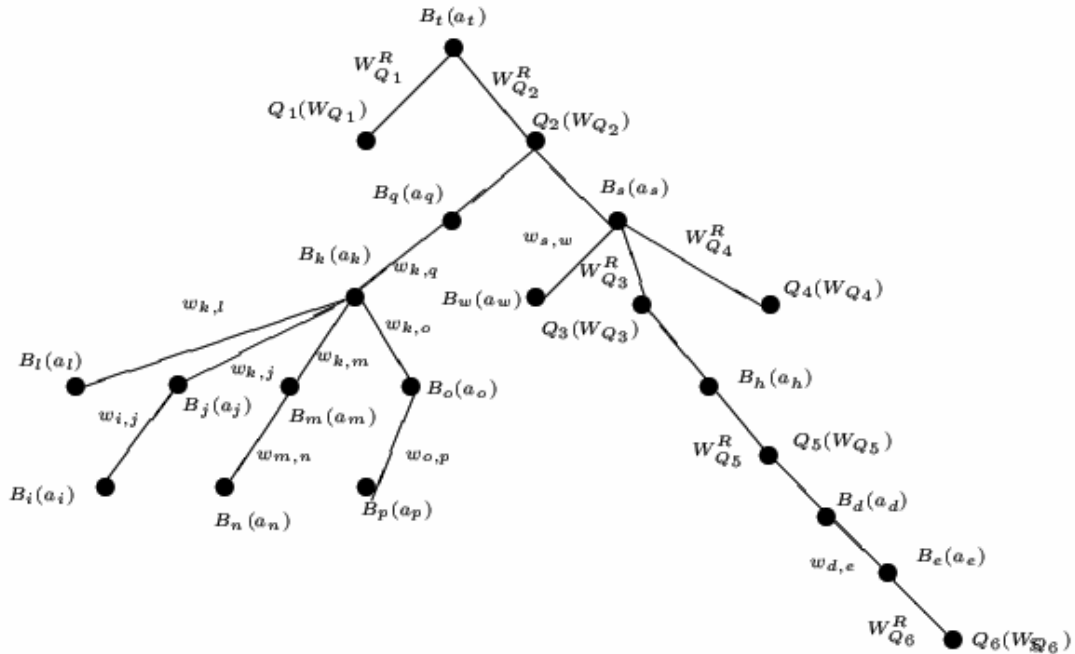 B_t(a_t)
W^R_{Q_1} W^R_{Q_2}
Q_1(W_{Q_1}) Q_2(W_{Q_2})
B_q(a_q) B_s(a_s)
w_{s,w} W^R_{Q_4}
B_k(a_k) w_{k,q} W^R_{Q_3}
B_w(a_w) Q_4(W_{Q_4})
w_{k,l} w_{k,o} Q_3(W_{Q_3})
B_l(a_l) w_{k,j} w_{k,m} B_o(a_o) B_h(a_h)
w_{i,j} B_j(a_j) B_m(a_m)
W^R_{Q_5} Q_5(W_{Q_5})
w_{m,n} w_{o,p}
B_i(a_i) B_n(a_n) B_p(a_p) B_d(a_d)
w_{d,e} B_e(a_e)
W^R_{Q_6} Q_6(W_{Q_6})